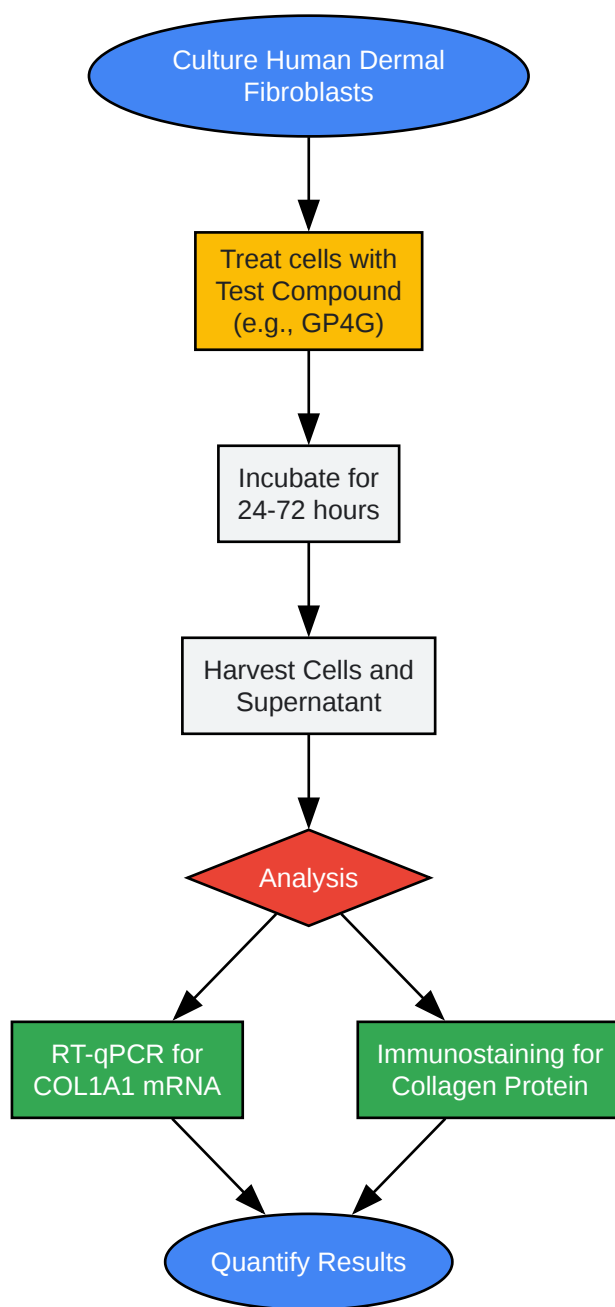 Culture Human Dermal
Fibroblasts
Treat cells with
Test Compound
(e.g., GP4G)
Incubate for
24-72 hours
Harvest Cells and
Supernatant
Analysis
RT-qPCR for
COL1A1 mRNA
Immunostaining for
Collagen Protein
Quantify Results